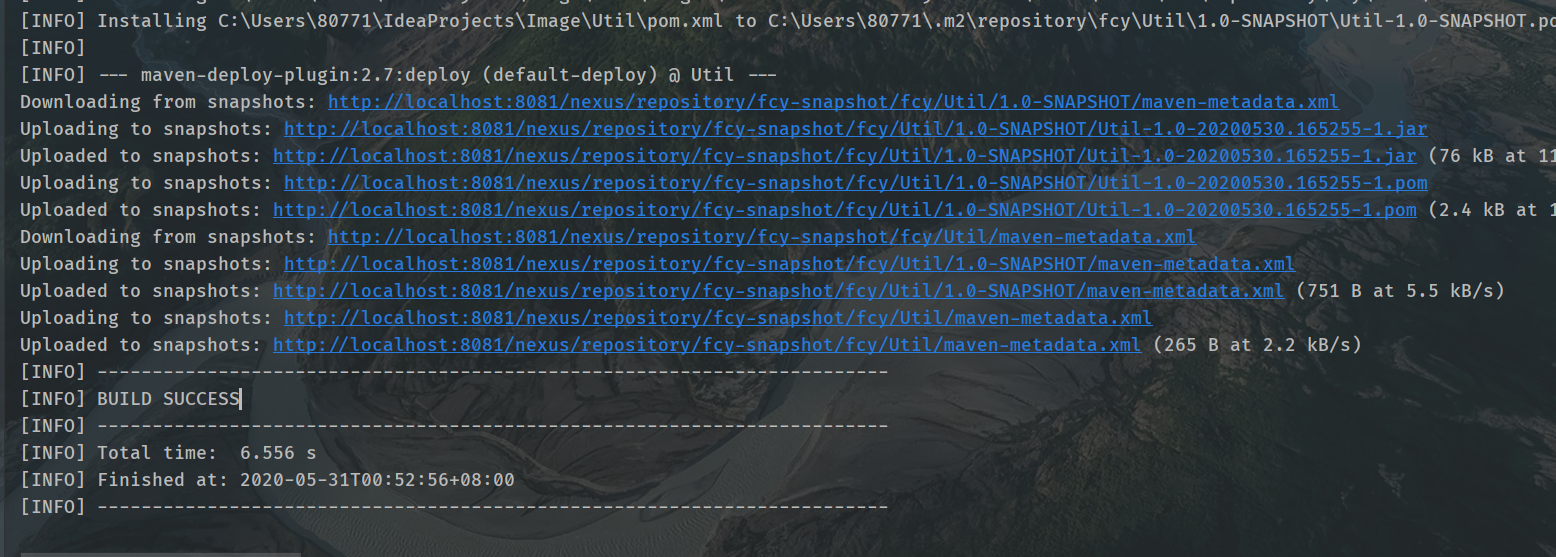 [INFO] Installing C:\Users\80771\IdeaProjects\Image\Util\pom.xml to C:\Users\80771\.m2\repository\fcy\Util\1.0-SNAPSHOT\Util-1.0-SNAPSHOT.po
[INFO]
[INFO] --- maven-deploy-plugin:2.7:deploy (default-deploy) @ Util ---
Downloading from snapshots: http://localhost:8081/nexus/repository/fcy-snapshot/fcy/Util/1.0-SNAPSHOT/maven-metadata.xml
Uploading to snapshots: http://localhost:8081/nexus/repository/fcy-snapshot/fcy/Util/1.0-SNAPSHOT/Util-1.0-20200530.165255-1.jar
Uploaded to snapshots: http://localhost:8081/nexus/repository/fcy-snapshot/fcy/Util/1.0-SNAPSHOT/Util-1.0-20200530.165255-1.jar (76 kB at 11
Uploading to snapshots: http://localhost:8081/nexus/repository/fcy-snapshot/fcy/Util/1.0-SNAPSHOT/Util-1.0-20200530.165255-1.pom
Uploaded to snapshots: http://localhost:8081/nexus/repository/fcy-snapshot/fcy/Util/1.0-SNAPSHOT/Util-1.0-20200530.165255-1.pom (2.4 kB at 1
Downloading from snapshots: http://localhost:8081/nexus/repository/fcy-snapshot/fcy/Util/maven-metadata.xml
Uploading to snapshots: http://localhost:8081/nexus/repository/fcy-snapshot/fcy/Util/1.0-SNAPSHOT/maven-metadata.xml
Uploaded to snapshots: http://localhost:8081/nexus/repository/fcy-snapshot/fcy/Util/1.0-SNAPSHOT/maven-metadata.xml (751 B at 5.5 kB/s)
Uploading to snapshots: http://localhost:8081/nexus/repository/fcy-snapshot/fcy/Util/maven-metadata.xml
Uploaded to snapshots: http://localhost:8081/nexus/repository/fcy-snapshot/fcy/Util/maven-metadata.xml (265 B at 2.2 kB/s)
[INFO] ------------------------------------------------------------------------
[INFO] BUILD SUCCESS
[INFO] ------------------------------------------------------------------------
[INFO] Total time:  6.556 s
[INFO] Finished at: 2020-05-31T00:52:56+08:00
[INFO] ------------------------------------------------------------------------